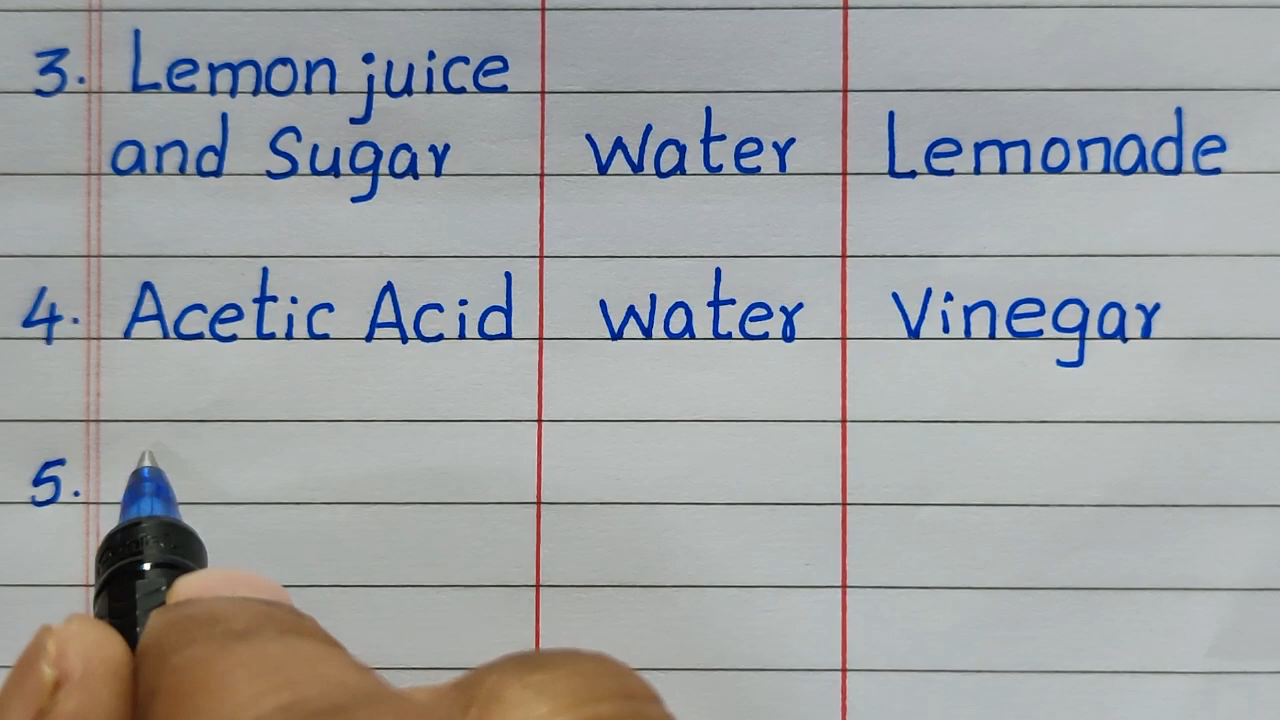 3. Lemon juice
and Sugar Water Lemonade
4. Acetic Acid Water Vinegar
5.